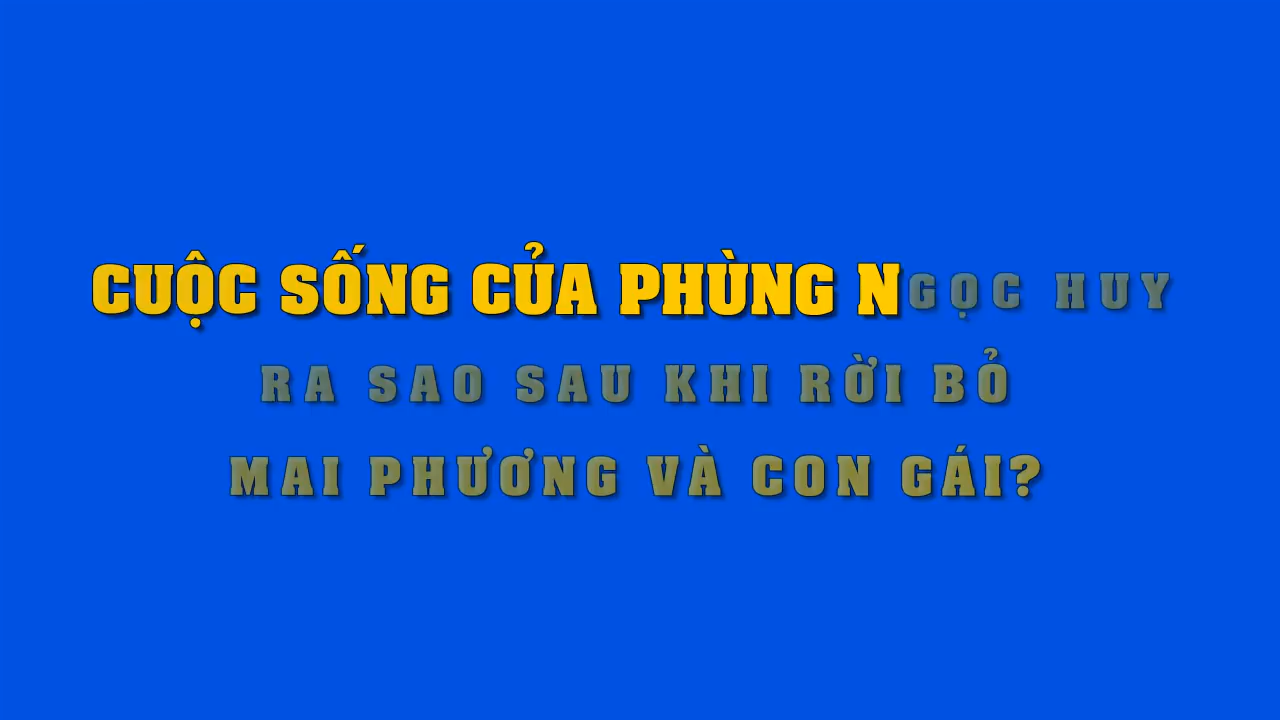 CUỘC SỐNG CỦA PHÙNG NGỌC HUY
RA SAO SAU KHI RỜI BỎ
MAI PHƯƠNG VÀ CON GÁI?